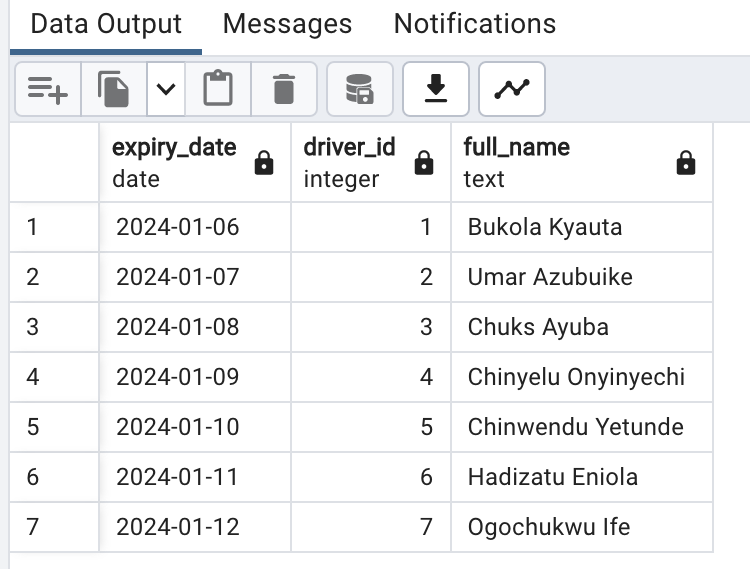 Data Output Messages Notifications
expiry_date driver_id full_name
date integer text
1 2024-01-06 1 Bukola Kyauta
2 2024-01-07 2 Umar Azubuike
3 2024-01-08 3 Chuks Ayuba
4 2024-01-09 4 Chinyelu Onyinyechi
5 2024-01-10 5 Chinwendu Yetunde
6 2024-01-11 6 Hadizatu Eniola
7 2024-01-12 7 Ogochukwu Ife